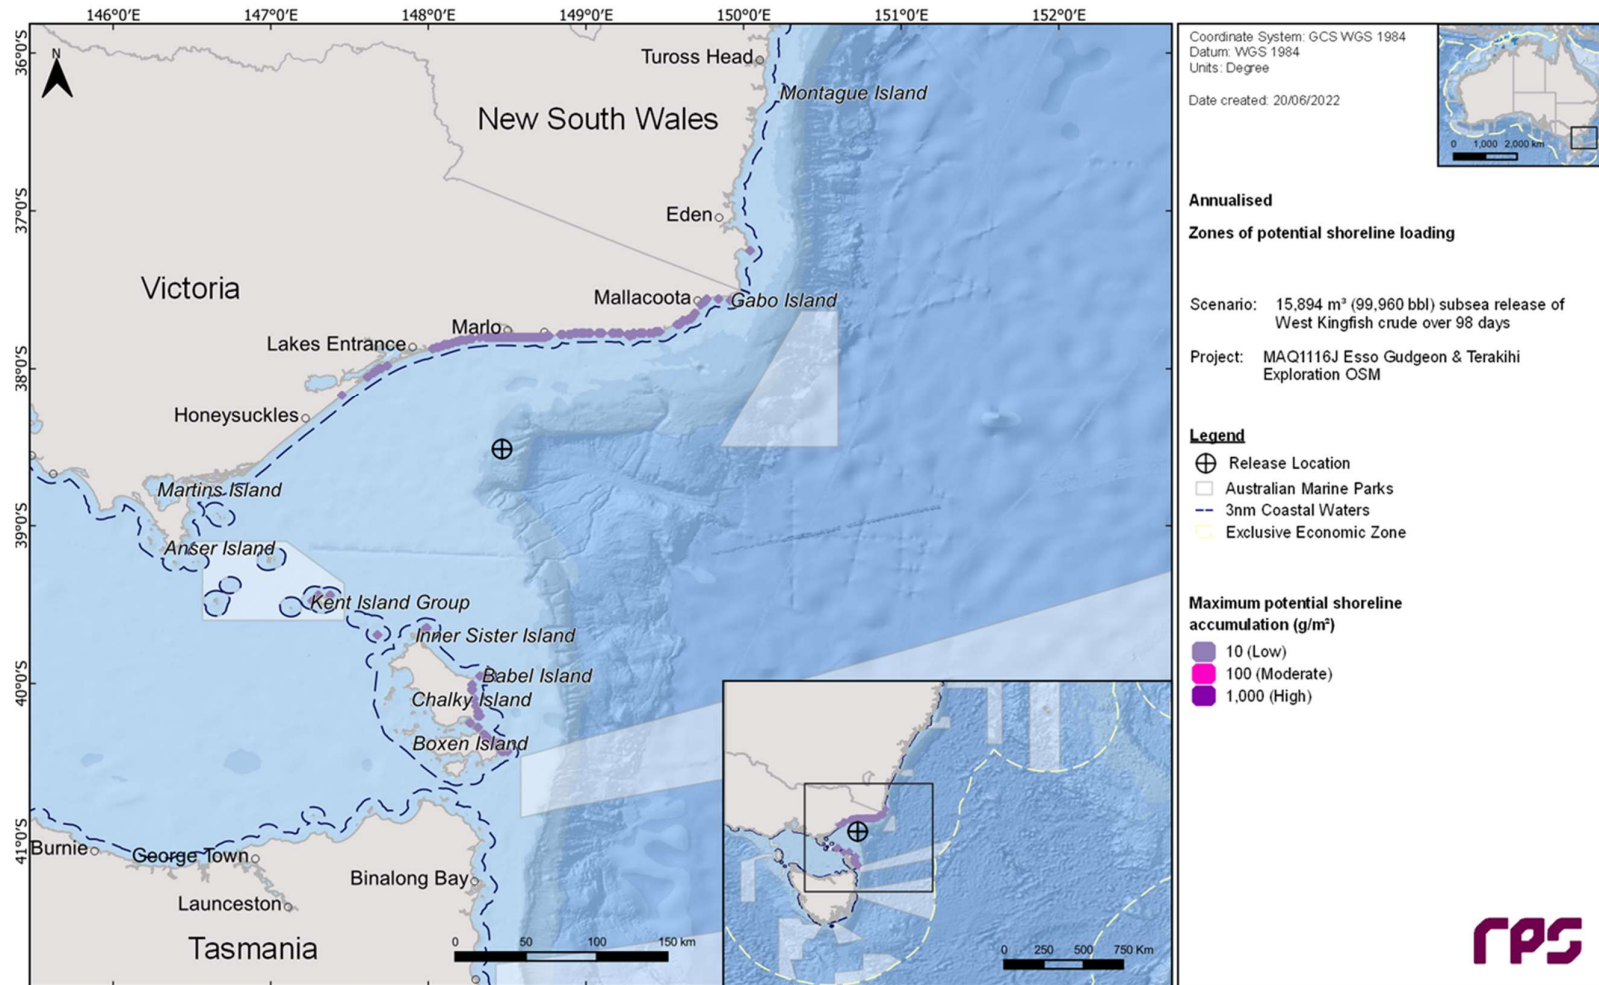 146°0'E 147°0'E 148°0'E 149°0'E 150°0'E 151°0'E 152°0'E
36°0'S
37°0'S
38°0'S
39°0'S
40°0'S
41°0'S
N
Tuross Head
Montague Island
New South Wales
Eden
Victoria
Mallacoota
Gabo Island
Marlo
Lakes Entrance
Honeysuckles
Martins Island
Anser Island
Kent Island Group
Inner Sister Island
Babel Island
Chalky Island
Boxen Island
Burnie
George Town
Binalong Bay
Launceston
Tasmania
0 50 100 150 km
0 250 500 750 Km
Coordinate System: GCS WGS 1984
Datum: WGS 1984
Units: Degree
Date created: 20/06/2022
0 1,000 2,000 km
Annualised
Zones of potential shoreline loading
Scenario: 15,894 m³ (99,960 bbl) subsea release of
West Kingfish crude over 98 days
Project: MAQ1116J Esso Gudgeon & Terakihi
Exploration OSM
Legend
Release Location
Australian Marine Parks
3nm Coastal Waters
Exclusive Economic Zone
Maximum potential shoreline
accumulation (g/m²)
10 (Low)
100 (Moderate)
1,000 (High)
rps